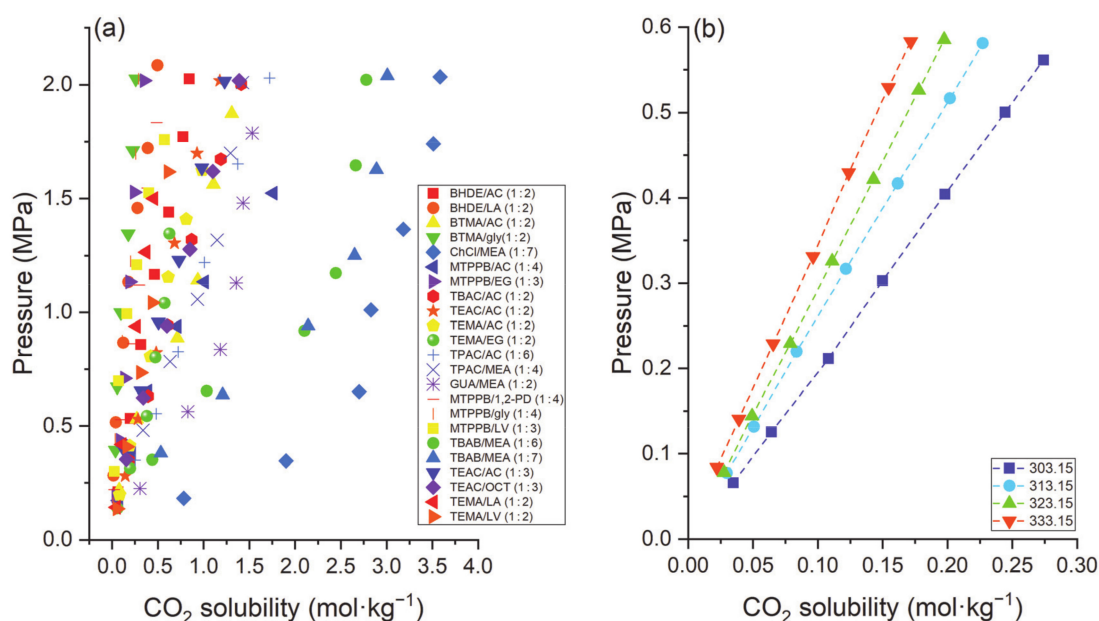 (a)
Pressure (MPa)
2.0
1.5
1.0
0.5
0.0
0.0 0.5 1.0 1.5 2.0 2.5 3.0 3.5 4.0 4.5
CO₂ solubility (mol·kg⁻¹)
BHDE/AC (1:2)
BHDE/LA (1:2)
BTMA/AC (1:2)
BTMA/gly(1:2)
ChCl/MEA (1:7)
MTPPB/AC (1:4)
MTPPB/EG (1:3)
TBAC/AC (1:2)
TEAC/AC (1:2)
TEMA/AC (1:2)
TEMA/EG (1:2)
TPAC/AC (1:6)
TPAC/MEA (1:4)
GUA/MEA (1:2)
MTPPB/1,2-PD (1:4)
MTPPB/gly (1:4)
MTPPB/LV (1:3)
TBAB/MEA (1:6)
TBAB/MEA (1:7)
TEAC/AC (1:3)
TEAC/OCT (1:3)
TEMA/LA (1:2)
TEMA/LV (1:2)
(b)
Pressure (MPa)
0.6
0.5
0.4
0.3
0.2
0.1
0.0
0.00 0.05 0.10 0.15 0.20 0.25 0.30
CO₂ solubility (mol·kg⁻¹)
303.15
313.15
323.15
333.15